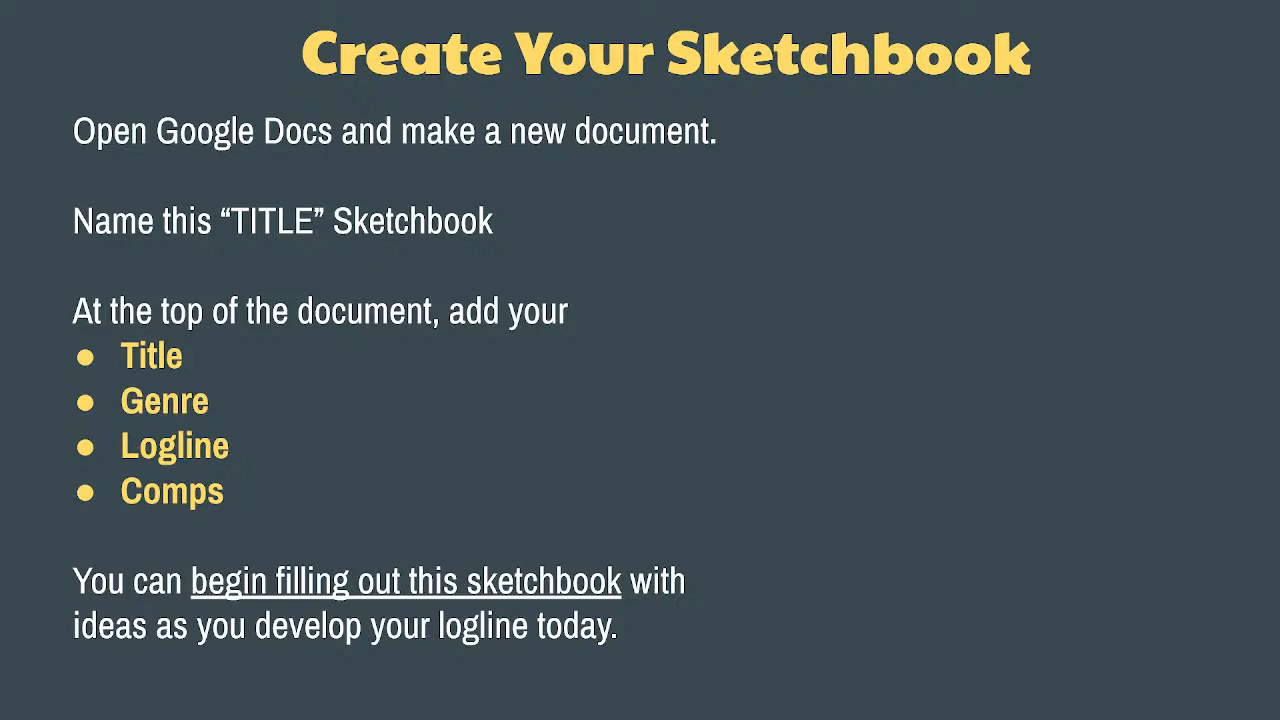 Create Your Sketchbook
Open Google Docs and make a new document.
Name this “TITLE” Sketchbook
At the top of the document, add your
● Title
● Genre
● Logline
● Comps
You can begin filling out this sketchbook with
ideas as you develop your logline today.